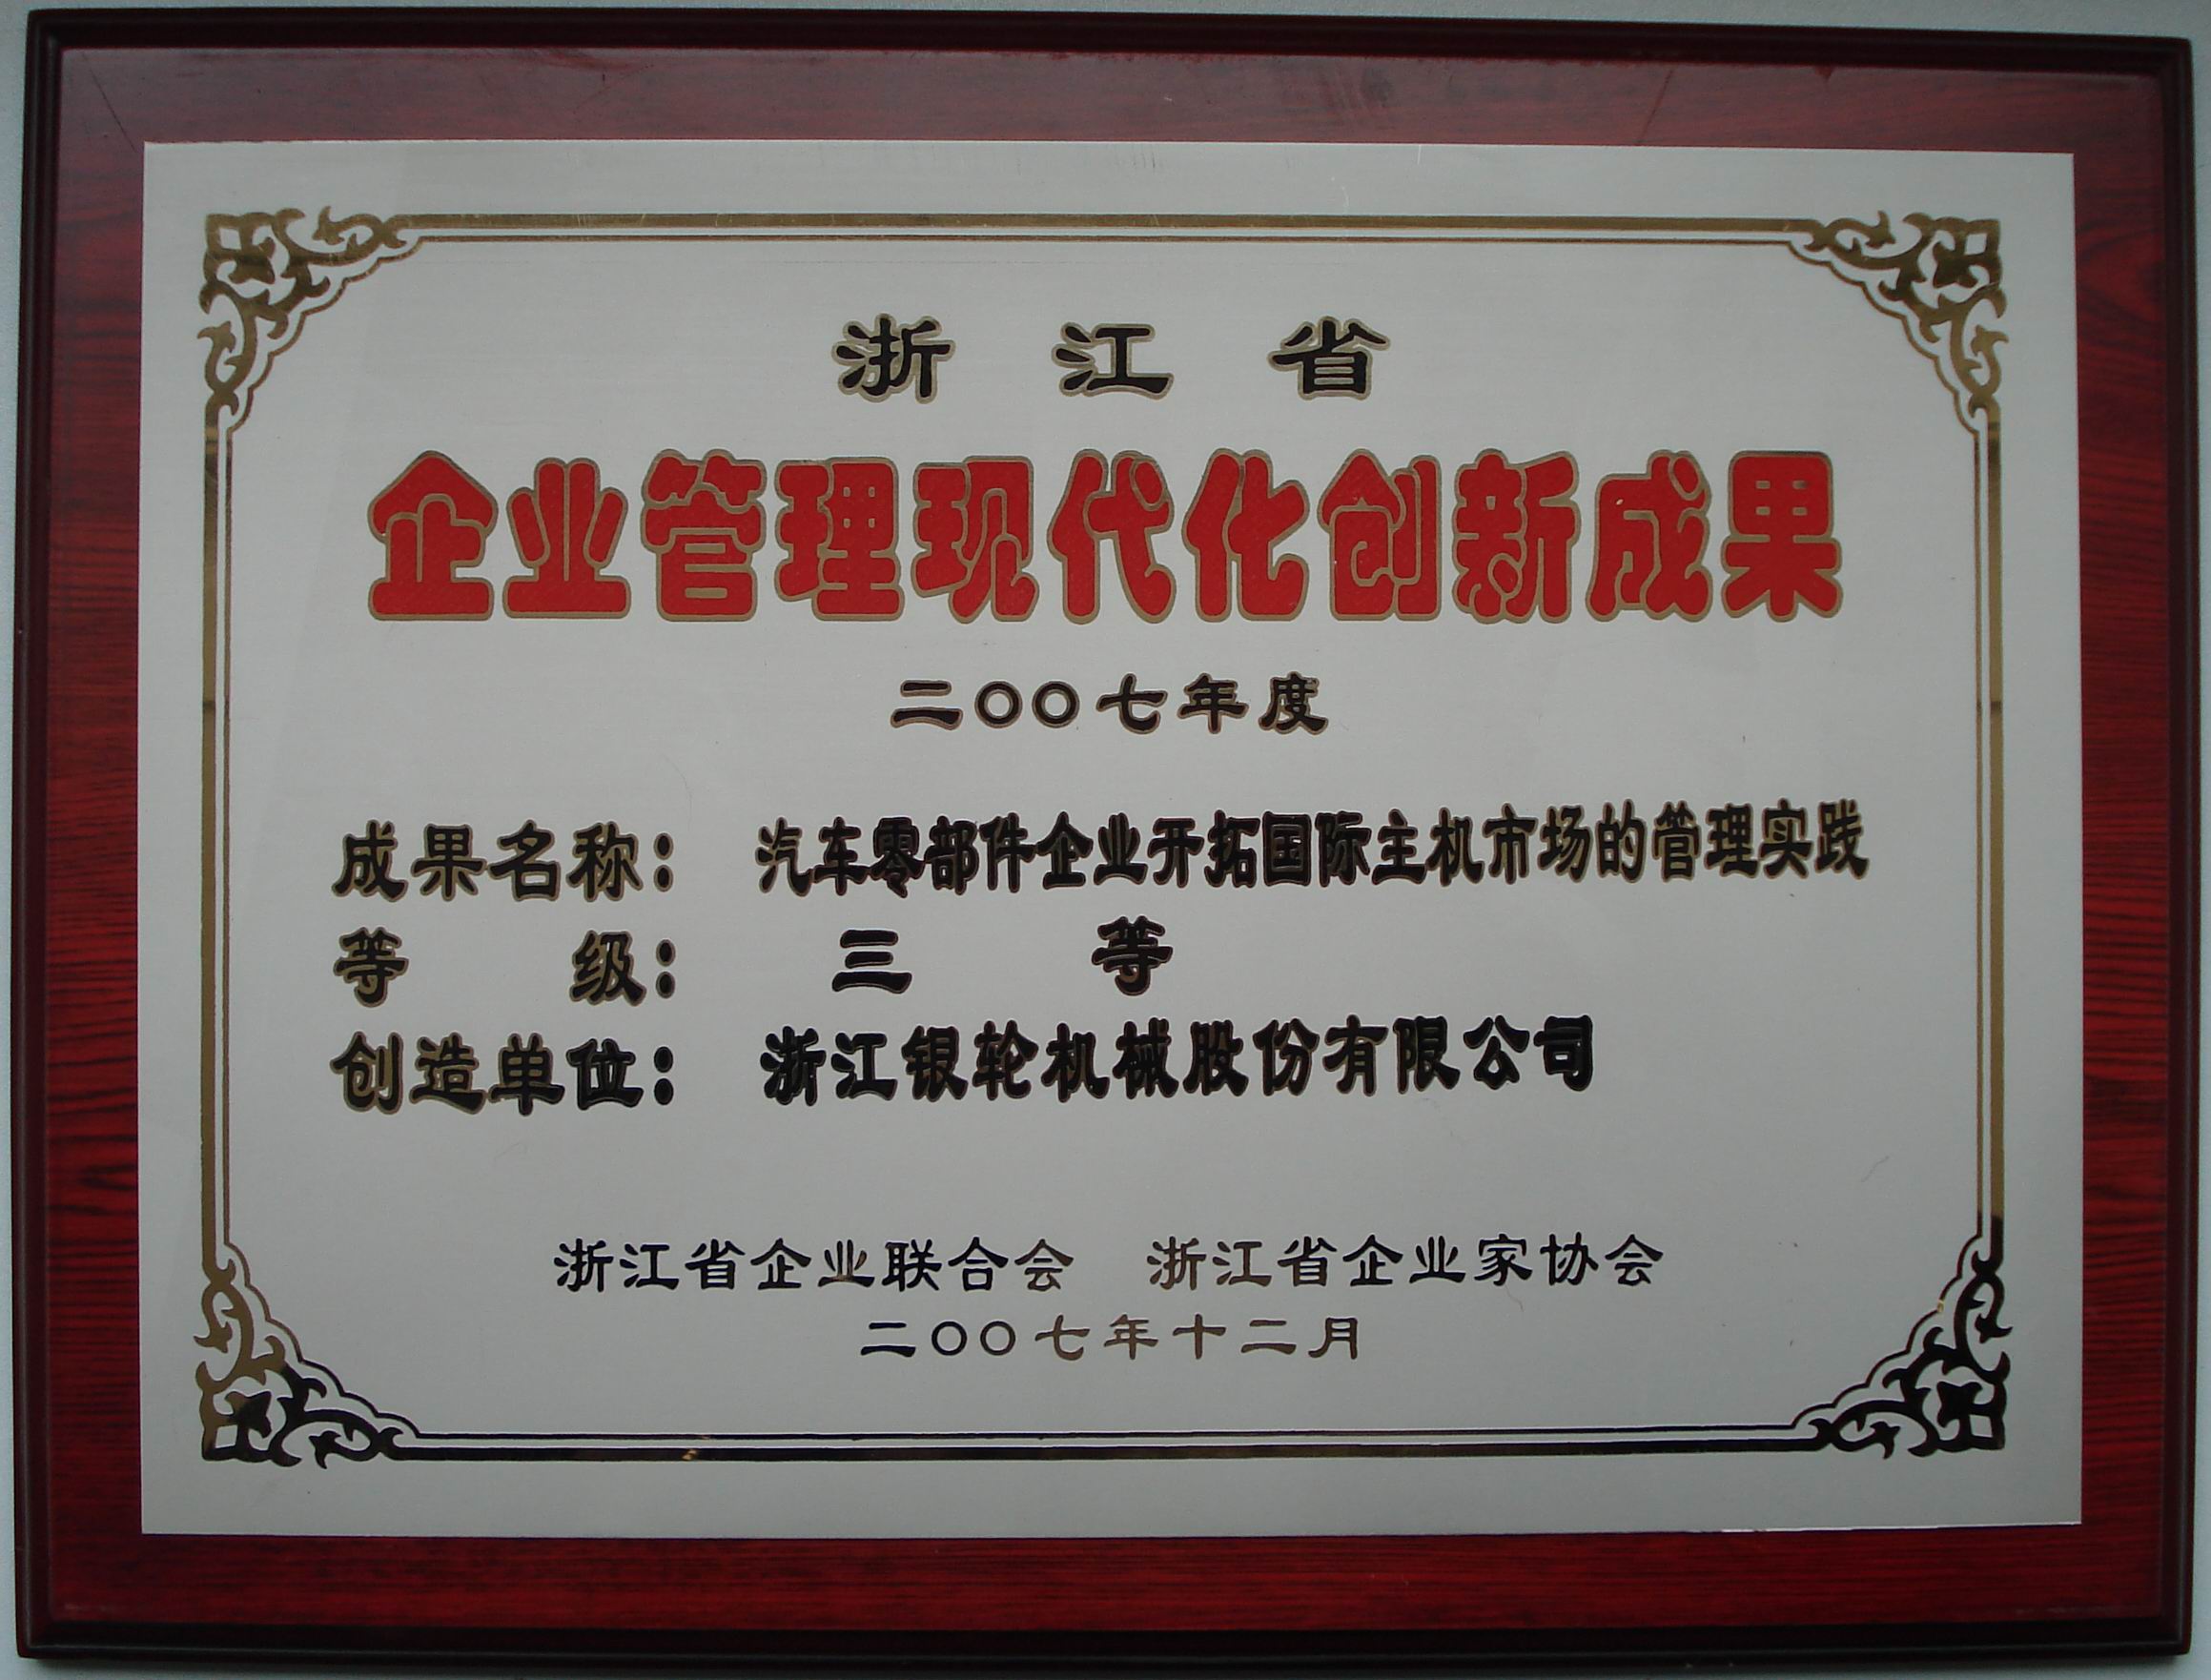 浙江省
企业管理现代化创新成果
二〇〇七年度
成果名称：汽车零部件企业开拓国际主机市场的管理实践
等级：三等
创造单位：浙江银轮机械股份有限公司
浙江省企业联合会 浙江省企业家协会
二〇〇七年十二月